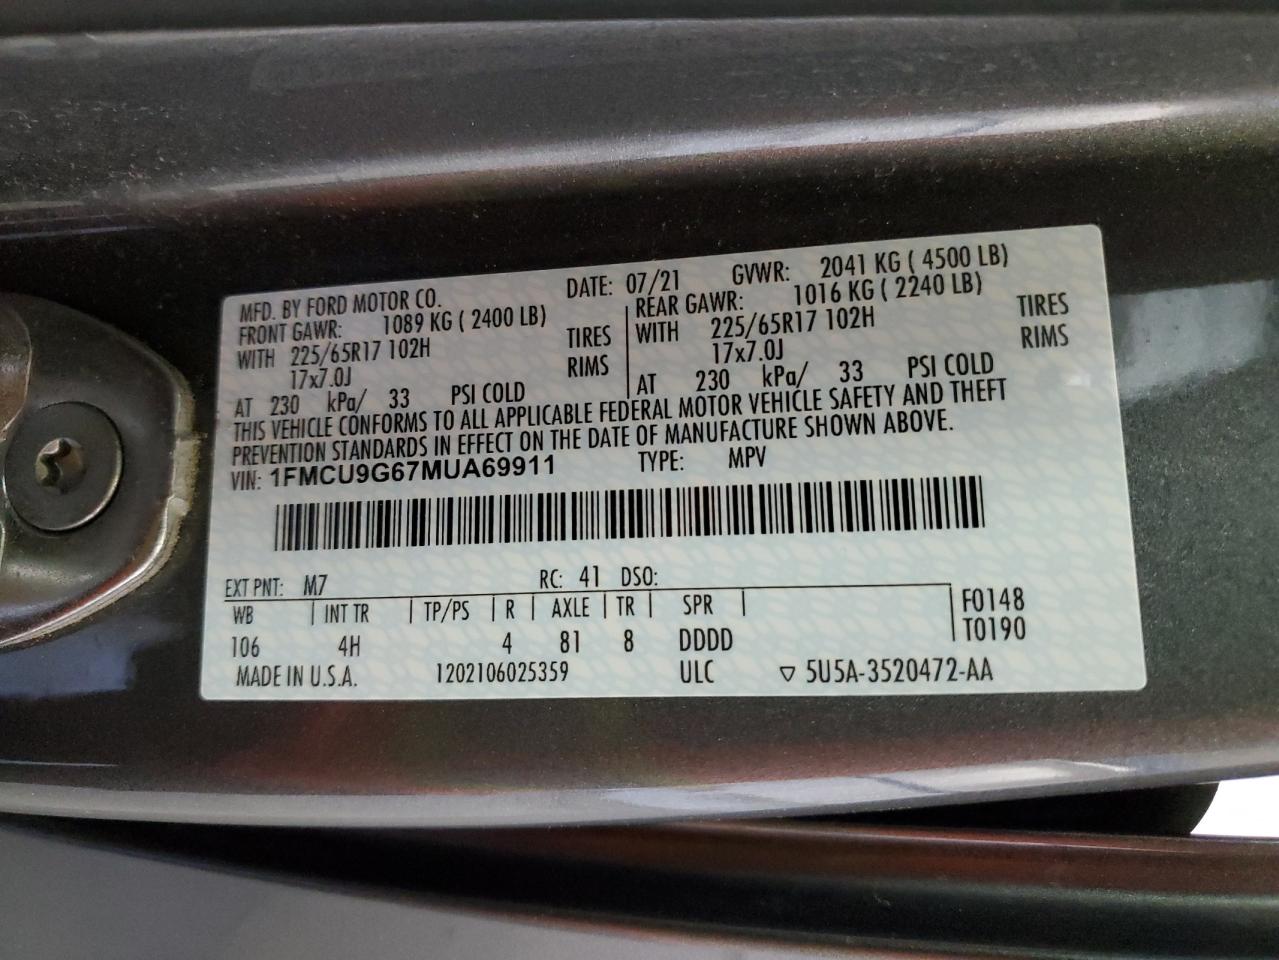 MFD. BY FORD MOTOR CO. DATE: 07/21 GVWR: 2041 KG ( 4500 LB)
FRONT GAWR: 1089 KG ( 2400 LB) REAR GAWR: 1016 KG ( 2240 LB)
WITH 225/65R17 102H TIRES WITH 225/65R17 102H TIRES
17x7.0J RIMS 17x7.0J RIMS
AT 230 kPa/ 33 PSI COLD AT 230 kPa/ 33 PSI COLD
THIS VEHICLE CONFORMS TO ALL APPLICABLE FEDERAL MOTOR VEHICLE SAFETY AND THEFT
PREVENTION STANDARDS IN EFFECT ON THE DATE OF MANUFACTURE SHOWN ABOVE.
VIN: 1FMCU9G67MUA69911 TYPE: MPV
EXT PNT: M7 RC: 41 DSO:
WB INT TR TP/PS R AXLE TR SPR F0148
106 4H 4 81 8 DDDD T0190
MADE IN U.S.A. 1202106025359 ULC ▽ 5U5A-3520472-AA